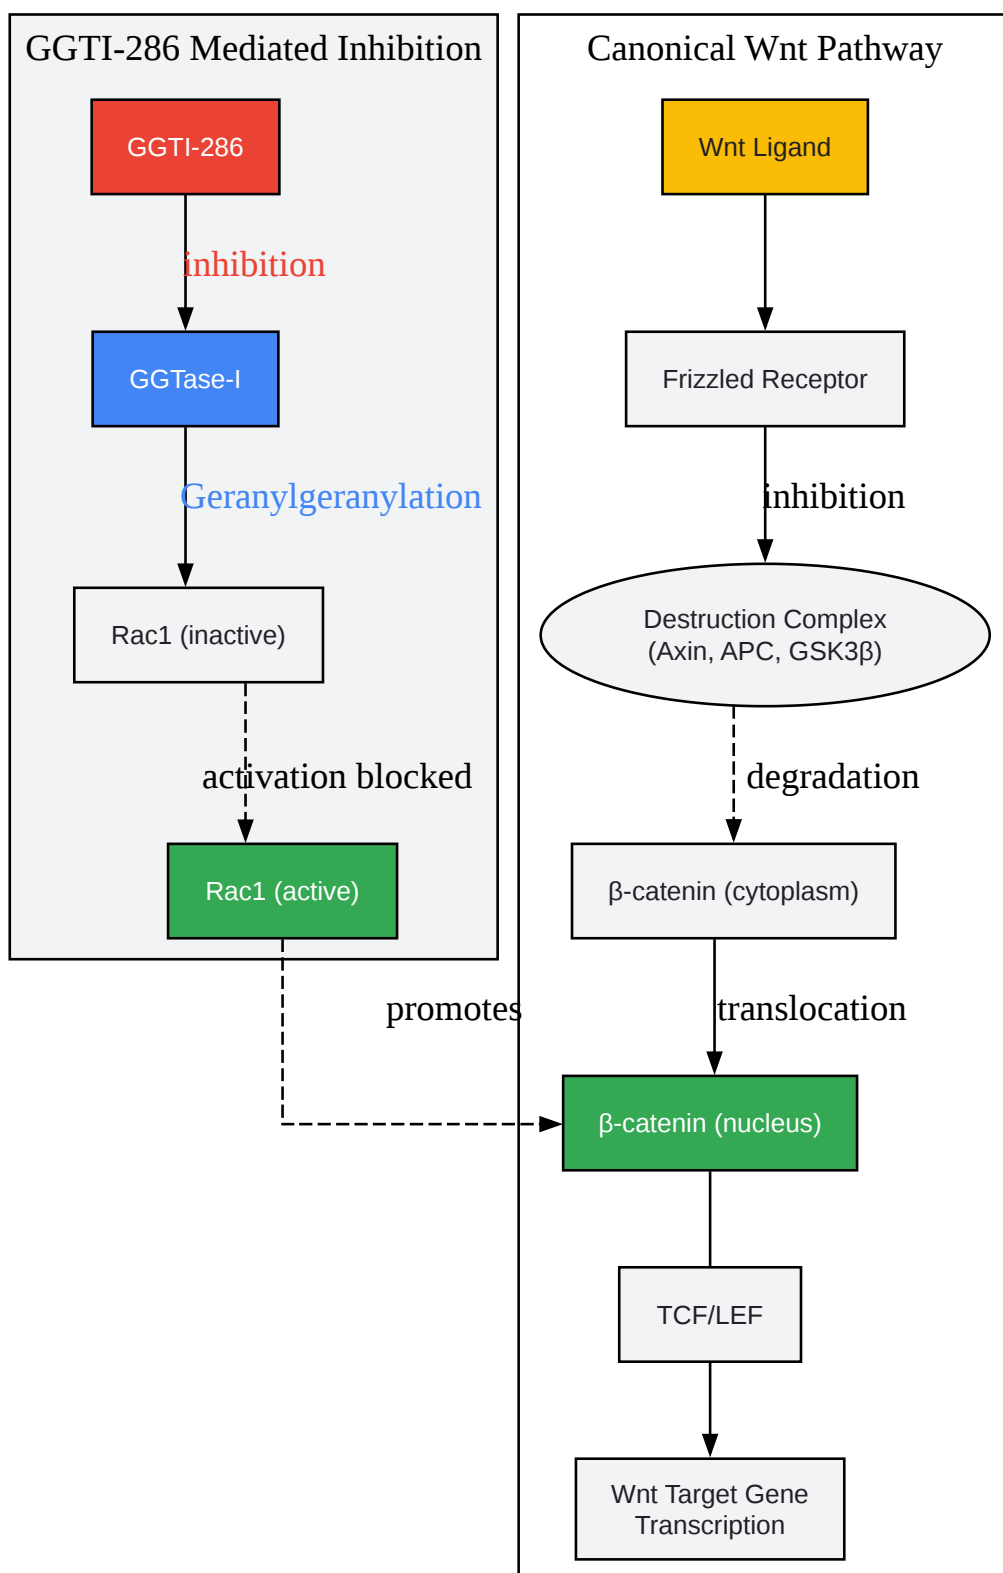 GGTI-286 Mediated Inhibition
GGTI-286
inhibition
GGTase-I
Geranylgeranylation
Rac1 (inactive)
activation blocked
Rac1 (active)
promotes
Canonical Wnt Pathway
Wnt Ligand
Frizzled Receptor
inhibition
Destruction Complex
(Axin, APC, GSK3β)
degradation
β-catenin (cytoplasm)
translocation
β-catenin (nucleus)
TCF/LEF
Wnt Target Gene
Transcription